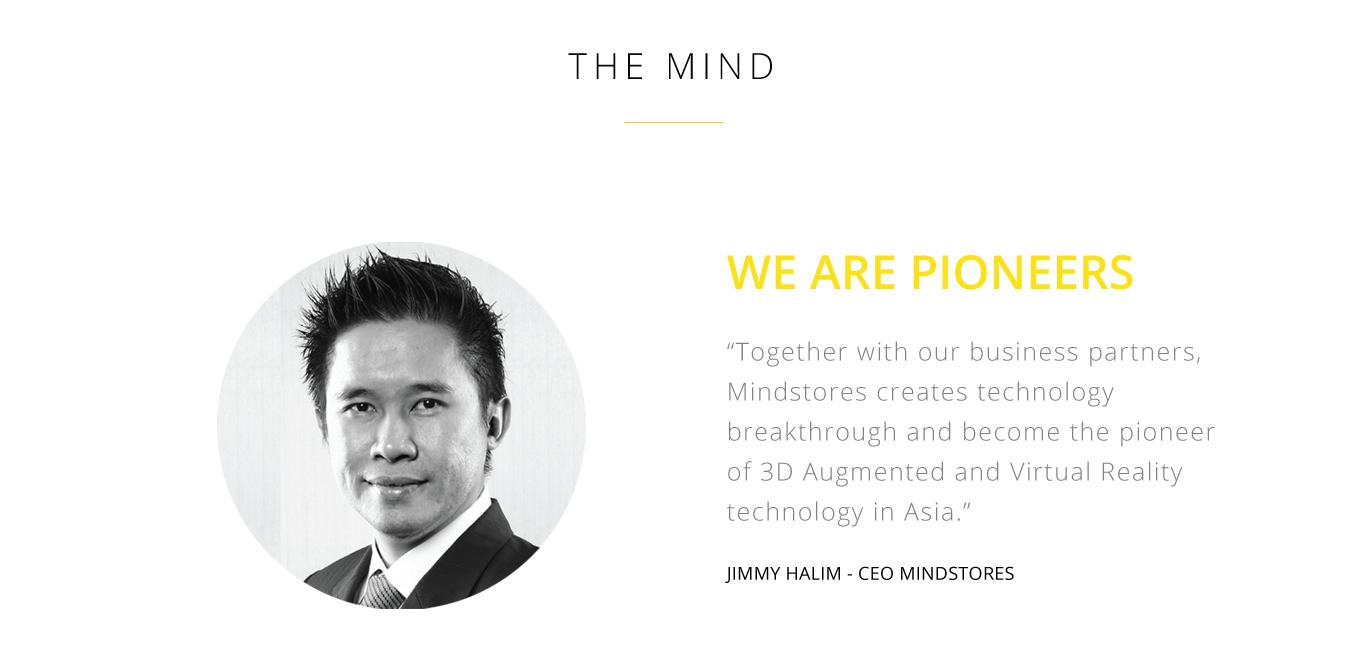 THE MIND
WE ARE PIONEERS
“Together with our business partners,
Mindstores creates technology
breakthrough and become the pioneer
of 3D Augmented and Virtual Reality
technology in Asia.”
JIMMY HALIM - CEO MINDSTORES